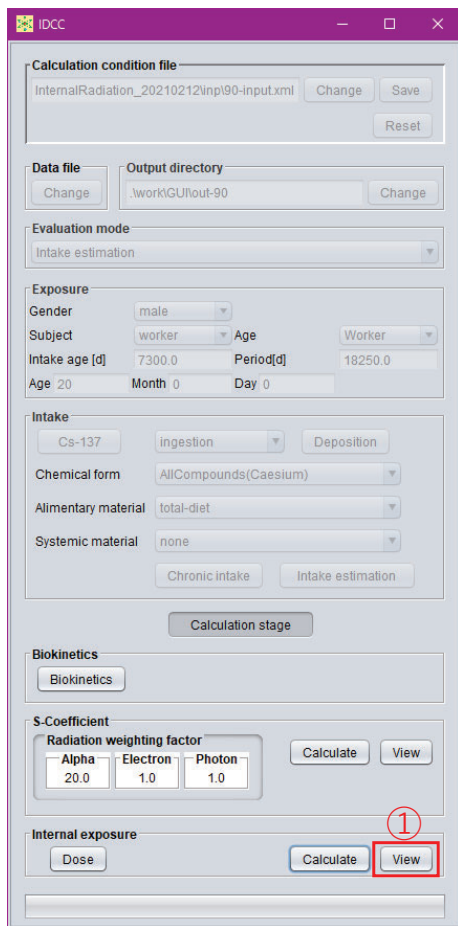 IDCC
Calculation condition file
InternalRadiation_20210212\inp\90-input.xml Change Save
Reset
Data file Output directory
Change .\work\GUI\out-90 Change
Evaluation mode
Intake estimation
Exposure
Gender male
Subject worker Age Worker
Intake age [d] 7300.0 Period[d] 18250.0
Age 20 Month 0 Day 0
Intake
Cs-137 ingestion Deposition
Chemical form AllCompounds(Caesium)
Alimentary material total-diet
Systemic material none
Chronic intake Intake estimation
Calculation stage
Biokinetics
Biokinetics
S-Coefficient
Radiation weighting factor
Alpha Electron Photon Calculate View
20.0 1.0 1.0
①
Internal exposure
Dose Calculate View